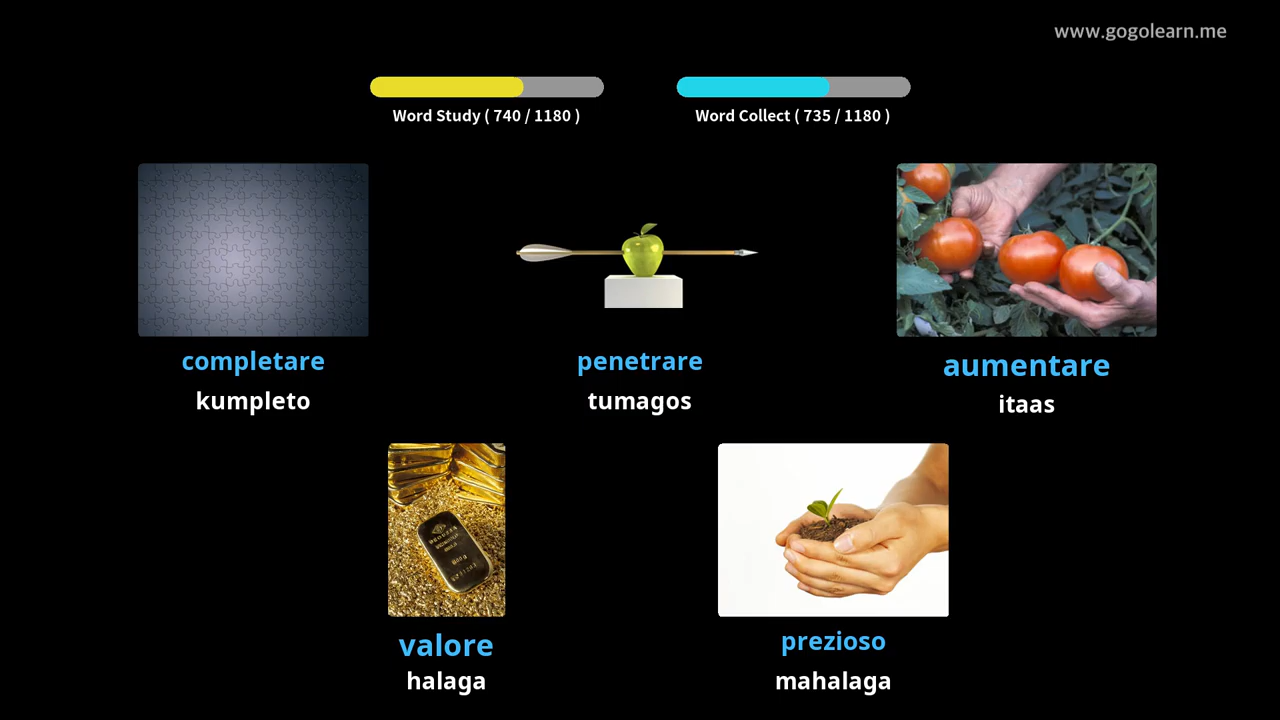 www.gogolearn.me
Word Study ( 740 / 1180 )
Word Collect ( 735 / 1180 )
completare
kumpleto
penetrare
tumagos
aumentare
itaas
valore
halaga
prezioso
mahalaga